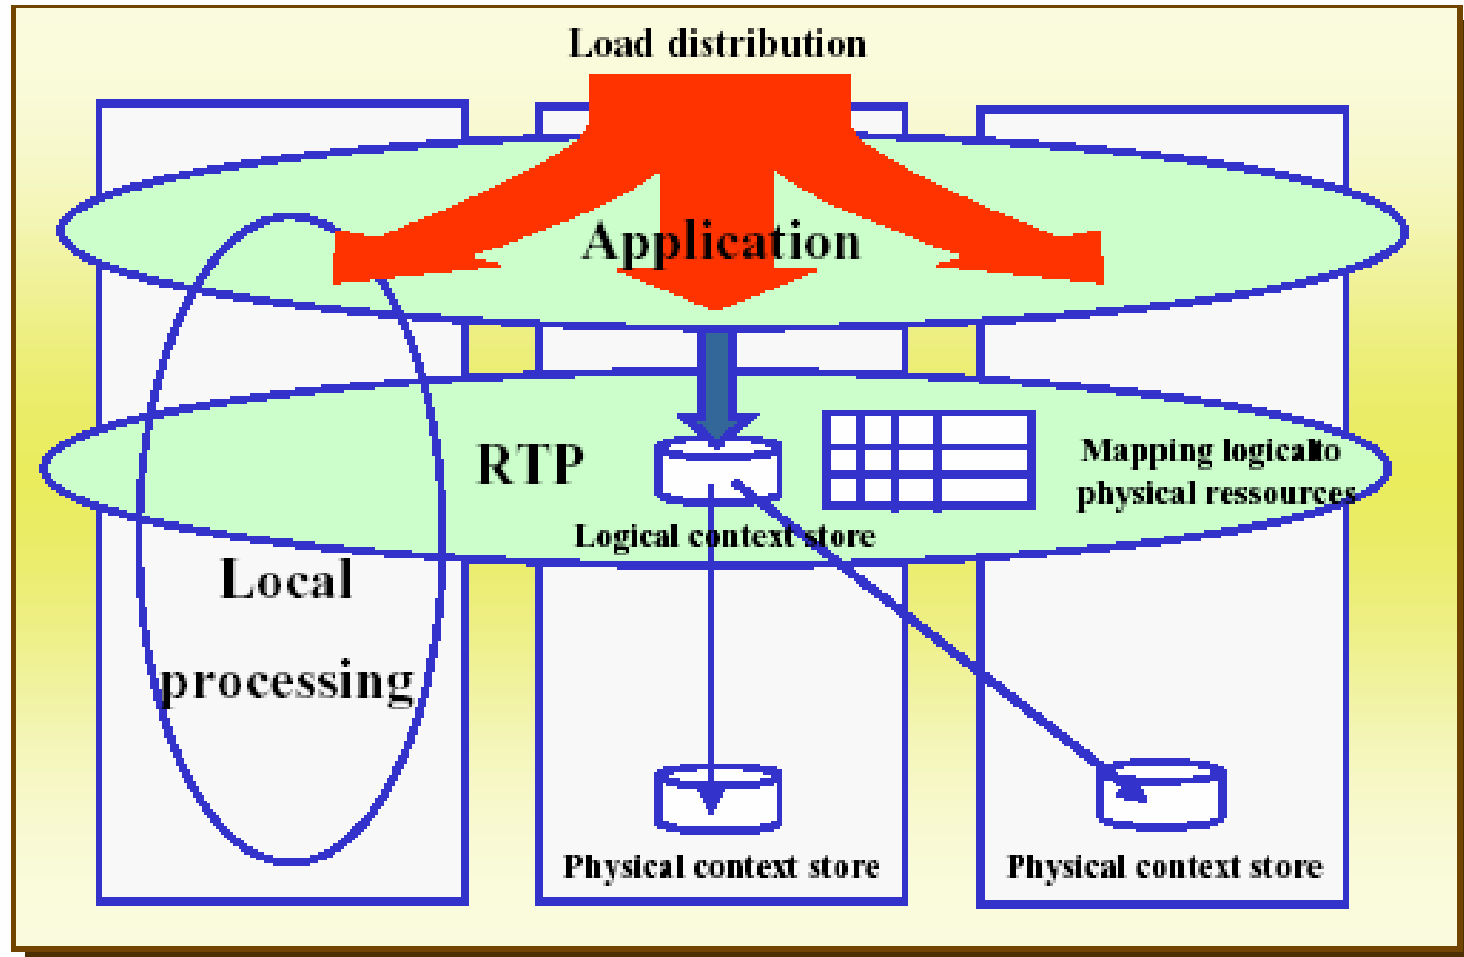 Load distribution
Application
RTP
Mapping logicalto
physical ressources
Logical context store
Local
processing
Physical context store
Physical context store